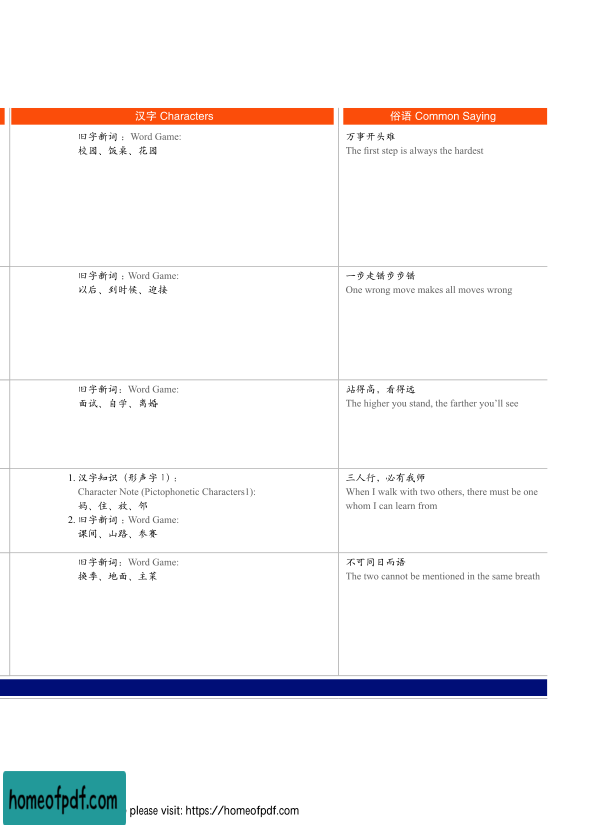 汉字 Characters
俗语 Common Saying
旧字新词：Word Game:
校园、饭桌、花园
万事开头难
The first step is always the hardest
旧字新词：Word Game:
以后、到时候、迎接
一步走错步步错
One wrong move makes all moves wrong
旧字新词：Word Game:
面试、自学、离婚
站得高，看得远
The higher you stand, the farther you’ll see
1. 汉字知识（形声字 1）：
Character Note (Pictophonetic Characters1):
妈、住、放、邻
2. 旧字新词：Word Game:
课间、山路、参赛
三人行，必有我师
When I walk with two others, there must be one
whom I can learn from
旧字新词：Word Game:
换季、地面、主菜
不可同日而语
The two cannot be mentioned in the same breath
homeofpdf.com
please visit: https://homeofpdf.com